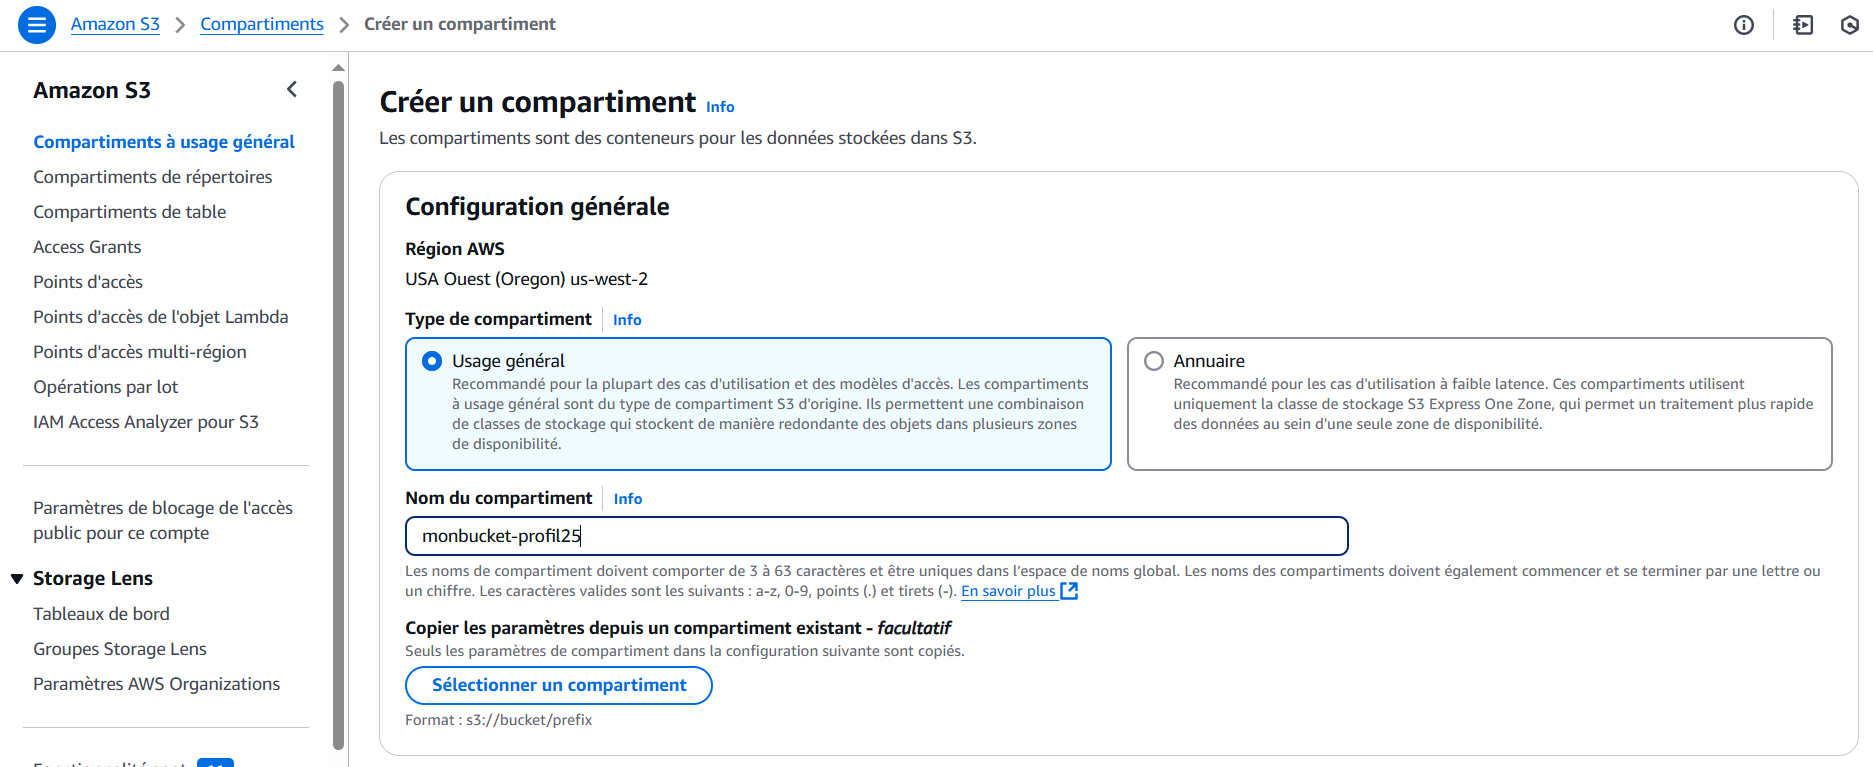 Amazon S3 > Compartiments > Créer un compartiment
Amazon S3
Compartiments à usage général
Compartiments de répertoires
Compartiments de table
Access Grants
Points d'accès
Points d'accès de l'objet Lambda
Points d'accès multi-région
Opérations par lot
IAM Access Analyzer pour S3
Paramètres de blocage de l'accès
public pour ce compte
Storage Lens
Tableaux de bord
Groupes Storage Lens
Paramètres AWS Organizations
Créer un compartiment Info
Les compartiments sont des conteneurs pour les données stockées dans S3.
Configuration générale
Région AWS
USA Ouest (Oregon) us-west-2
Type de compartiment Info
Usage général
Recommandé pour la plupart des cas d'utilisation et des modèles d'accès. Les compartiments
à usage général sont du type de compartiment S3 d'origine. Ils permettent une combinaison
de classes de stockage qui stockent de manière redondante des objets dans plusieurs zones
de disponibilité.
Annuaire
Recommandé pour les cas d'utilisation à faible latence. Ces compartiments utilisent
uniquement la classe de stockage S3 Express One Zone, qui permet un traitement plus rapide
des données au sein d'une seule zone de disponibilité.
Nom du compartiment Info
monbucket-profil25
Les noms de compartiment doivent comporter de 3 à 63 caractères et être uniques dans l'espace de noms global. Les noms des compartiments doivent également commencer et se terminer par une lettre ou
un chiffre. Les caractères valides sont les suivants : a-z, 0-9, points (.) et tirets (-). En savoir plus
Copier les paramètres depuis un compartiment existant - facultatif
Seuls les paramètres de compartiment dans la configuration suivante sont copiés.
Sélectionner un compartiment
Format : s3://bucket/prefix